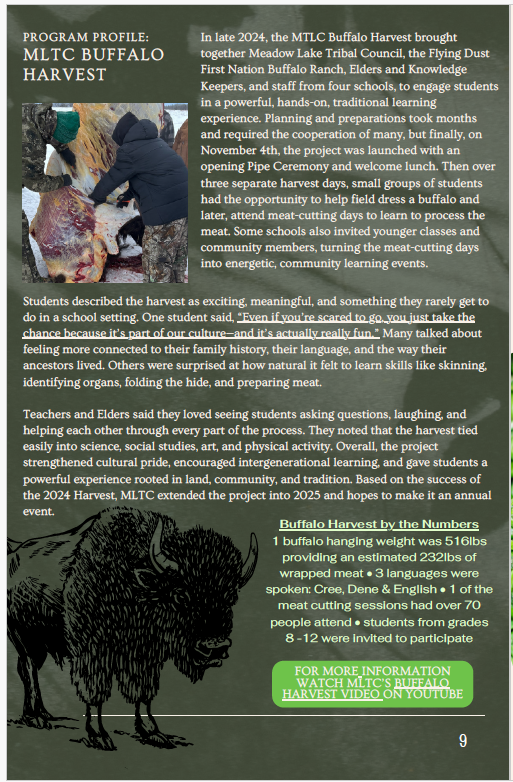 PROGRAM PROFILE:
MLTC BUFFALO
HARVEST
In late 2024, the MTLC Buffalo Harvest brought
together Meadow Lake Tribal Council, the Flying Dust
First Nation Buffalo Ranch, Elders and Knowledge
Keepers, and staff from four schools, to engage students
in a powerful, hands-on, traditional learning
experience. Planning and preparations took months
and required the cooperation of many, but finally, on
November 4th, the project was launched with an
opening Pipe Ceremony and welcome lunch. Then over
three separate harvest days, small groups of students
had the opportunity to help field dress a buffalo and
later, attend meat-cutting days to learn to process the
meat. Some schools also invited younger classes and
community members, turning the meat-cutting days
into energetic, community learning events.
Students described the harvest as exciting, meaningful, and something they rarely get to
do in a school setting. One student said, “Even if you’re scared to go, you just take the
chance because it’s part of our culture—and it’s actually really fun.” Many talked about
feeling more connected to their family history, their language, and the way their
ancestors lived. Others were surprised at how natural it felt to learn skills like skinning,
identifying organs, folding the hide, and preparing meat.
Teachers and Elders said they loved seeing students asking questions, laughing, and
helping each other through every part of the process. They noted that the harvest tied
easily into science, social studies, art, and physical activity. Overall, the project
strengthened cultural pride, encouraged intergenerational learning, and gave students a
powerful experience rooted in land, community, and tradition. Based on the success of
the 2024 Harvest, MLTC extended the project into 2025 and hopes to make it an annual
event.
Buffalo Harvest by the Numbers
1 buffalo hanging weight was 516lbs
providing an estimated 232lbs of
wrapped meat • 3 languages were
spoken: Cree, Dene & English • 1 of the
meat cutting sessions had over 70
people attend • students from grades
8 -12 were invited to participate
FOR MORE INFORMATION
WATCH MLTC’S BUFFALO
HARVEST VIDEO ON YOUTUBE
9